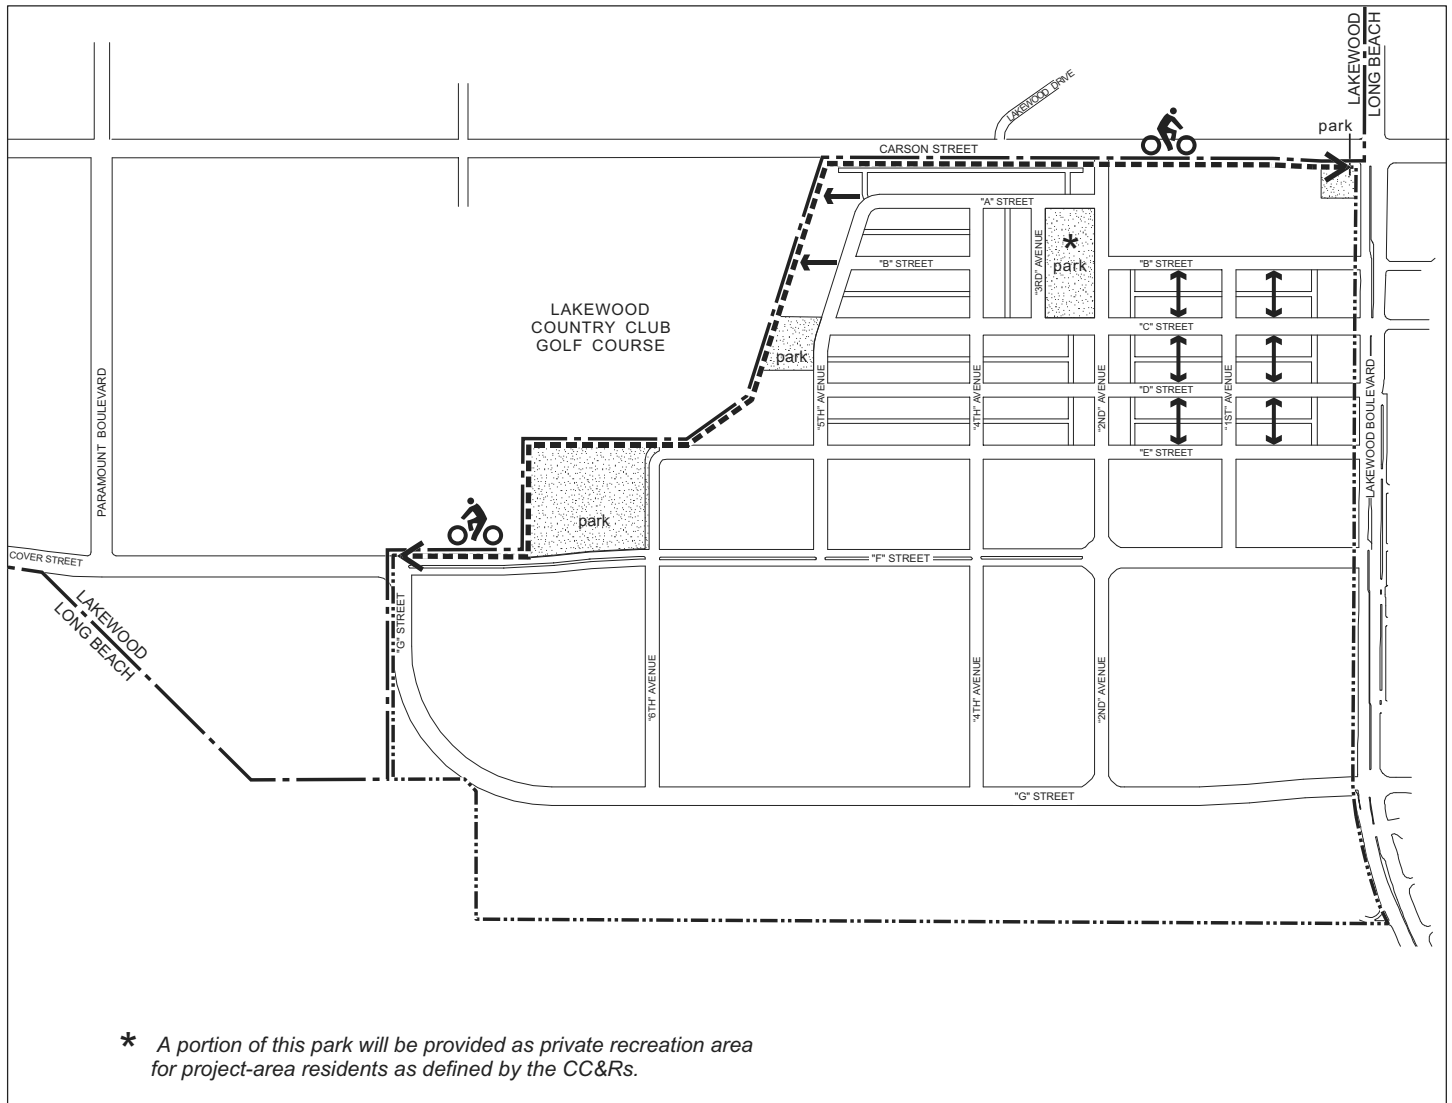 LAKEWOOD
LONG BEACH
park
LAKEWOOD DRIVE
CARSON STREET
"A" STREET
*
park
"3RD" AVENUE
"B" STREET
"B" STREET
LAKEWOOD
COUNTRY CLUB
GOLF COURSE
"C" STREET
park
PARAMOUNT BOULEVARD
"5TH" AVENUE
"4TH" AVENUE
"2ND" AVENUE
"D" STREET
"1ST" AVENUE
LAKEWOOD BOULEVARD
"E" STREET
park
COVER STREET
"F" STREET
LAKEWOOD
LONG BEACH
"G" STREET
"6TH" AVENUE
"4TH" AVENUE
"2ND" AVENUE
"G" STREET
* A portion of this park will be provided as private recreation area
for project-area residents as defined by the CC&Rs.